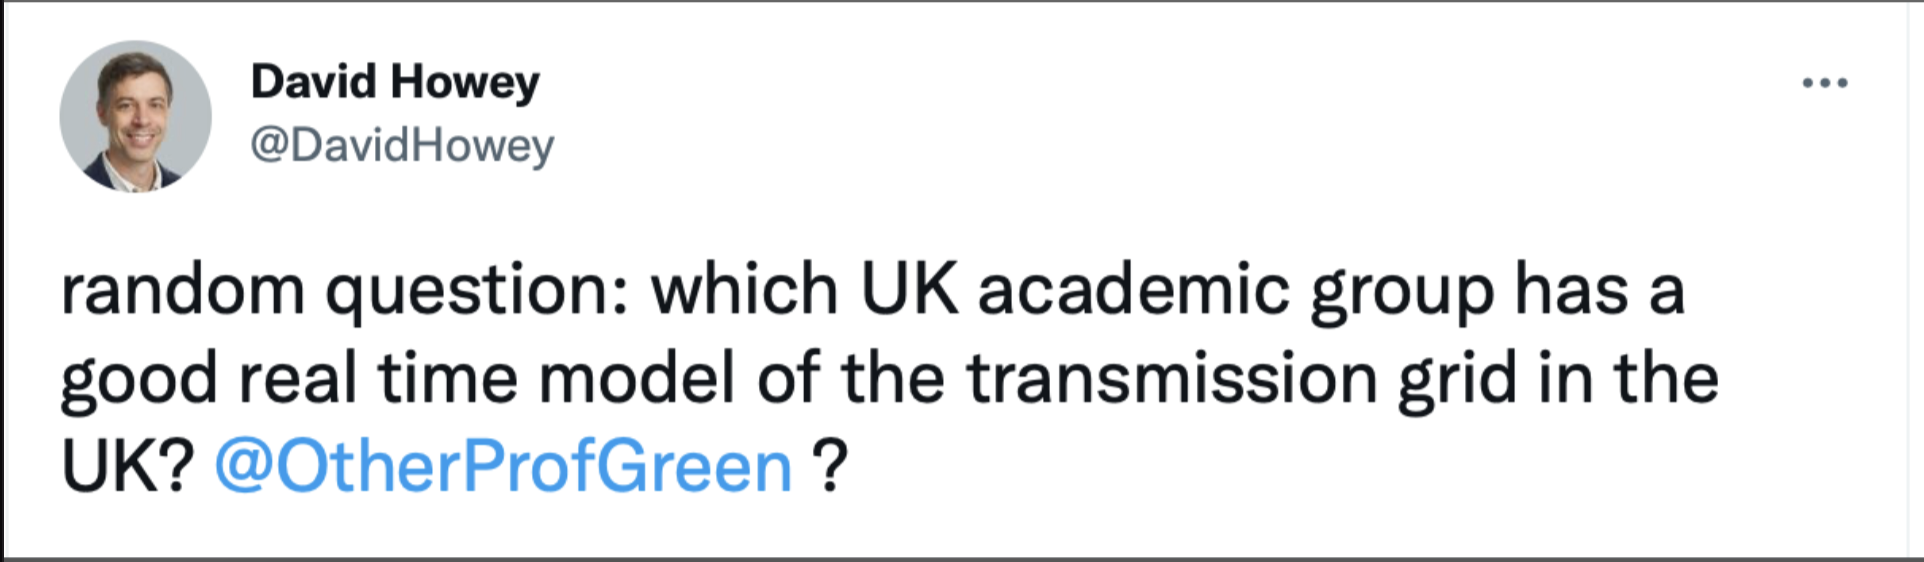 David Howey
@DavidHowey
random question: which UK academic group has a
good real time model of the transmission grid in the
UK? @OtherProfGreen ?